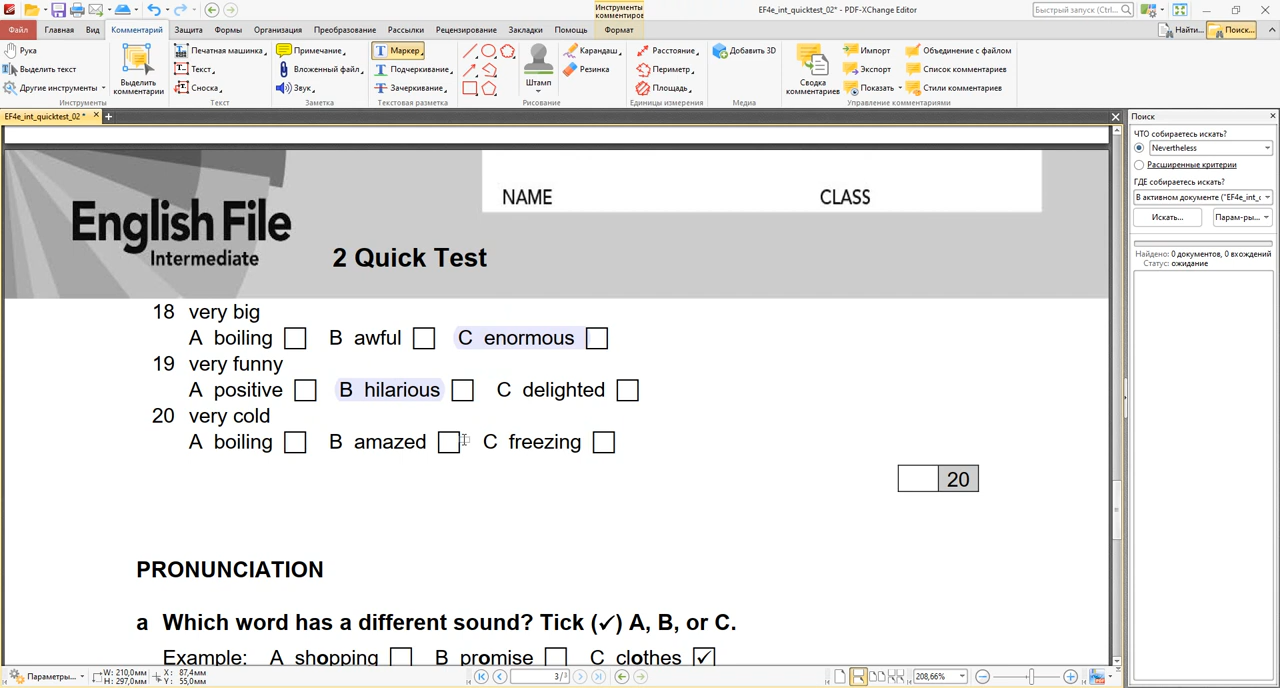 EF4e_int_quicktest_02* - PDF-XChange Editor
Инструменты
комментиров
Быстрый запуск (Ctrl...
Файл Главная Вид Комментарий Защита Формы Организация Преобразование Рассылки Рецензирование Закладки Помощь Формат Найти... Поиск...
Рука
Выделить текст
Другие инструменты
Инструменты
Выделить
комментарии
Печатная машинка
Текст
Сноска
Текст
Примечание
Вложенный файл
Звук
Заметка
Маркер
Подчеркивание
Зачеркивание
Текстовая разметка
Штамп
Карандаш
Резинка
Рисование
Расстояние
Периметр
Площадь
Единицы измерения
Добавить 3D
Медиа
Сводка
комментариев
Импорт
Экспорт
Показать
Объединение с файлом
Список комментариев
Стили комментариев
Управление комментариями
EF4e_int_quicktest_02 *
NAME CLASS
English File
Intermediate
2 Quick Test
18 very big
A boiling B awful C enormous
19 very funny
A positive B hilarious C delighted
20 very cold
A boiling B amazed C freezing
20
PRONUNCIATION
a Which word has a different sound? Tick (✓) A, B, or C.
Example: A shopping B promise C clothes ✓
Поиск
ЧТО собираетесь искать?
Nevertheless
Расширенные критерии
ГДЕ собираетесь искать?
В активном документе ("EF4e_int_c
Искать... Парам-ры...
Найдено: 0 документов, 0 вхождений
Статус: ожидание
Параметры...
W: 210,0мм
H: 297,0мм
X: 87,4мм
Y: 55,0мм
3/3
208,66%